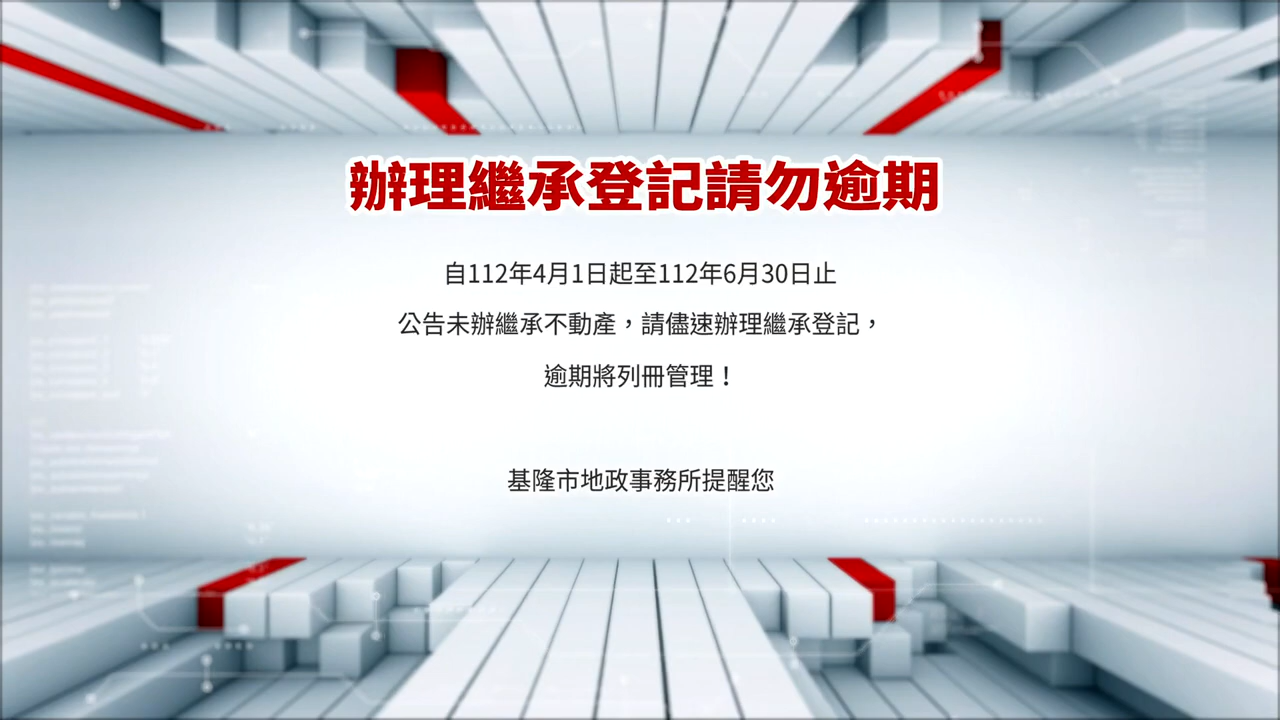 辦理繼承登記請勿逾期
自112年4月1日起至112年6月30日止
公告未辦繼承不動產，請儘速辦理繼承登記，
逾期將列冊管理！
基隆市地政事務所提醒您